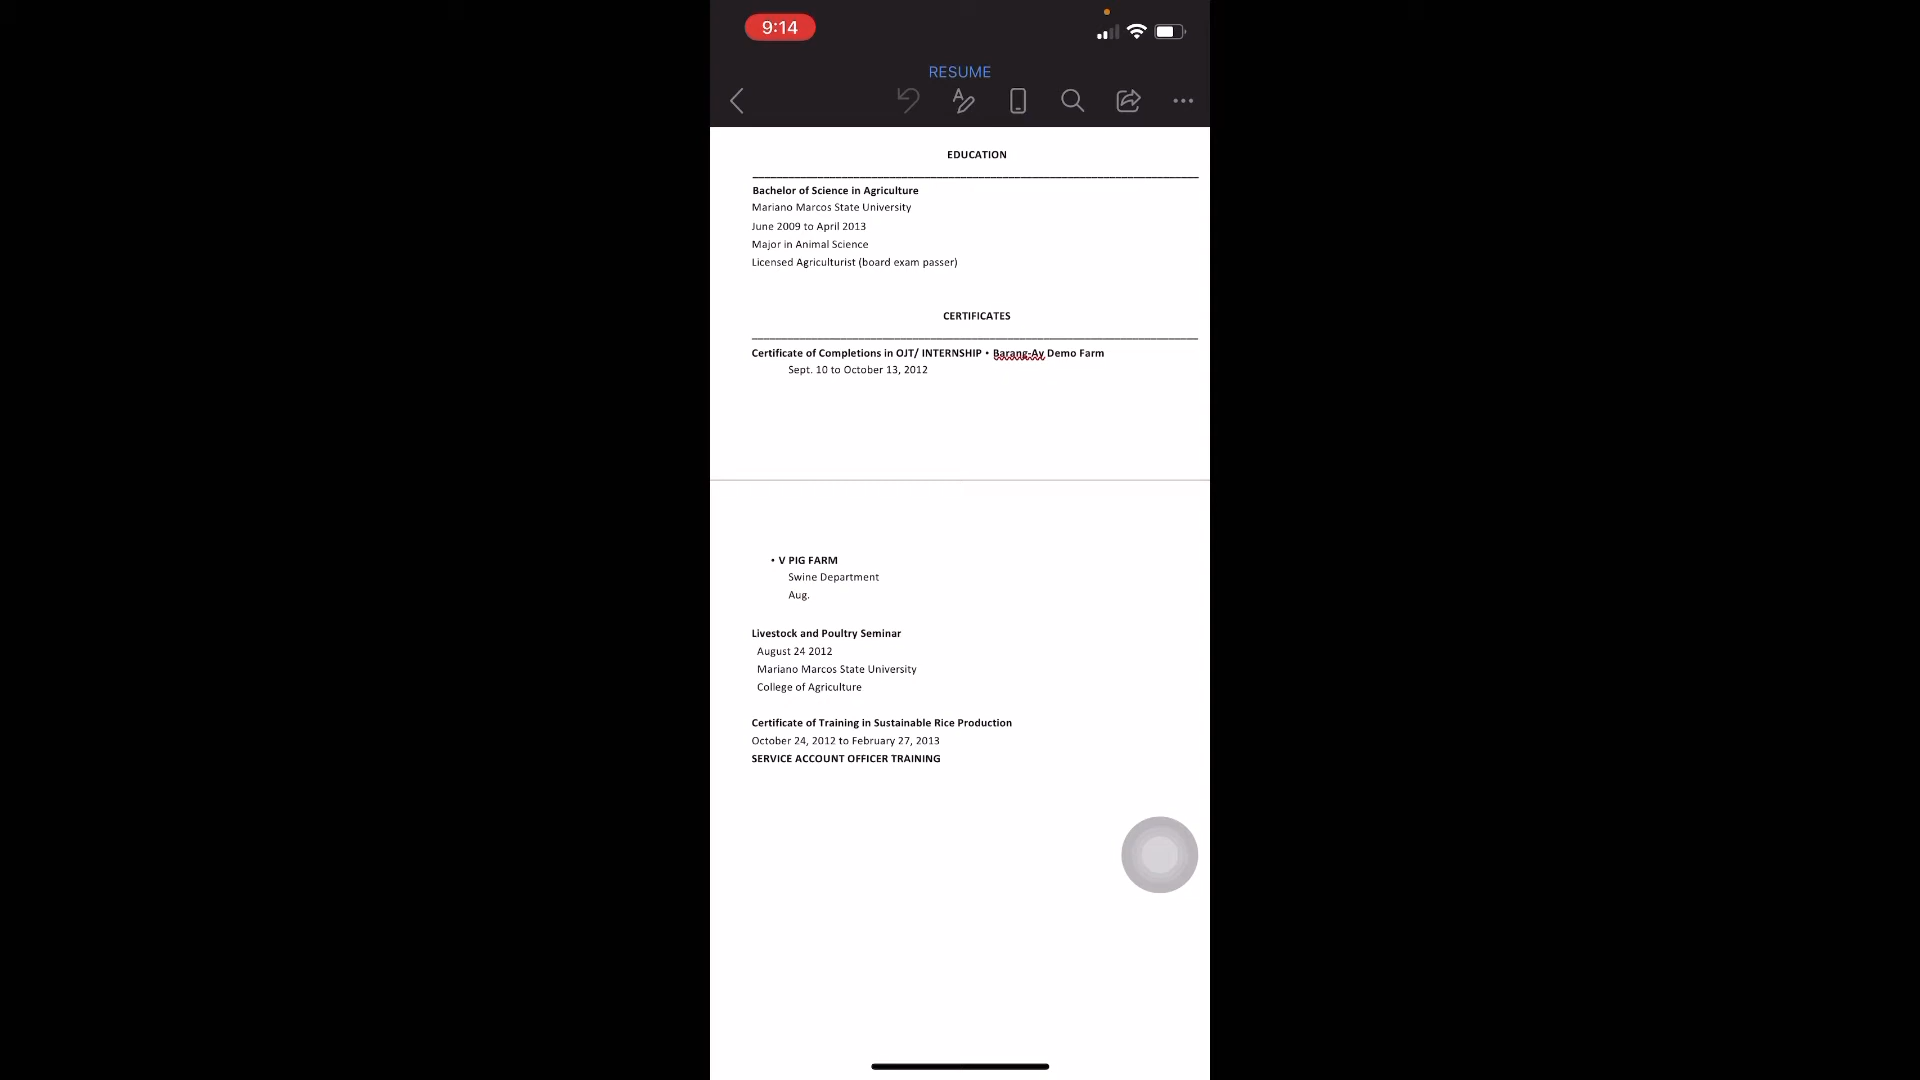 9:14
RESUME
EDUCATION
Bachelor of Science in Agriculture
Mariano Marcos State University
June 2009 to April 2013
Major in Animal Science
Licensed Agriculturist (board exam passer)
CERTIFICATES
Certificate of Completions in OJT/ INTERNSHIP • Barang-Ay Demo Farm
Sept. 10 to October 13, 2012
• V PIG FARM
Swine Department
Aug.
Livestock and Poultry Seminar
August 24 2012
Mariano Marcos State University
College of Agriculture
Certificate of Training in Sustainable Rice Production
October 24, 2012 to February 27, 2013
SERVICE ACCOUNT OFFICER TRAINING